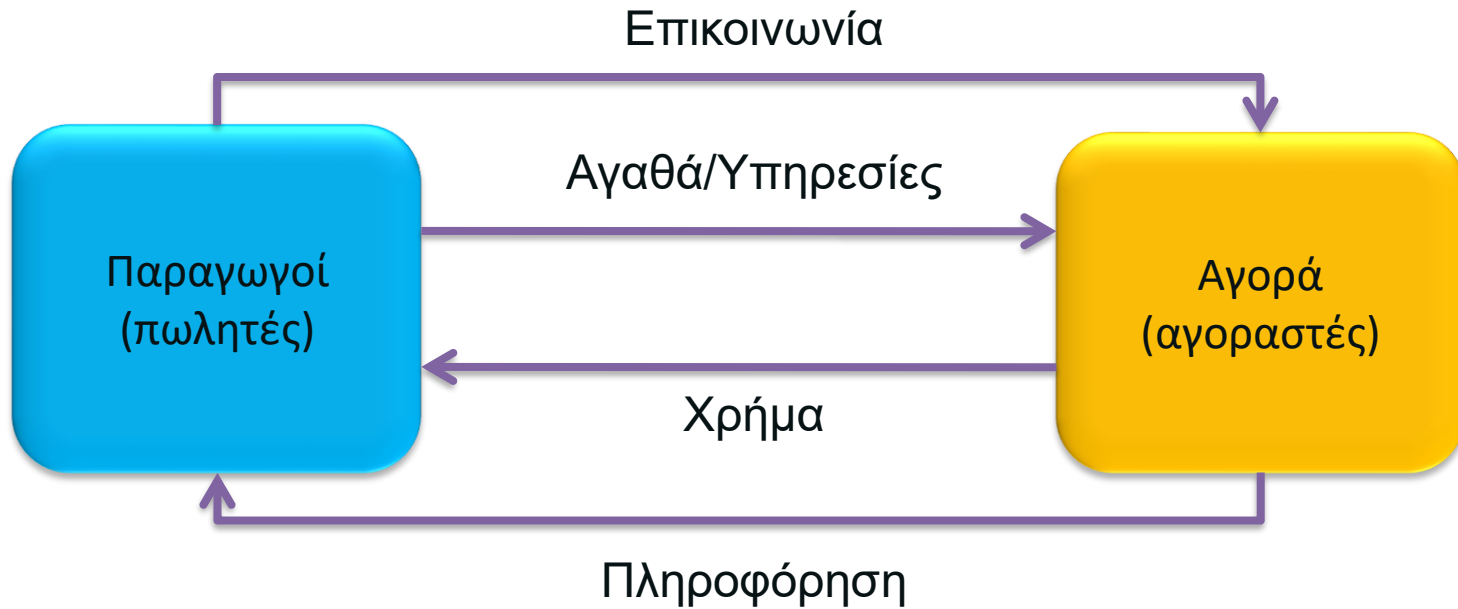 Επικοινωνία
Αγαθά/Υπηρεσίες
Παραγωγοί
(πωλητές)
Αγορά
(αγοραστές)
Χρήμα
Πληροφόρηση